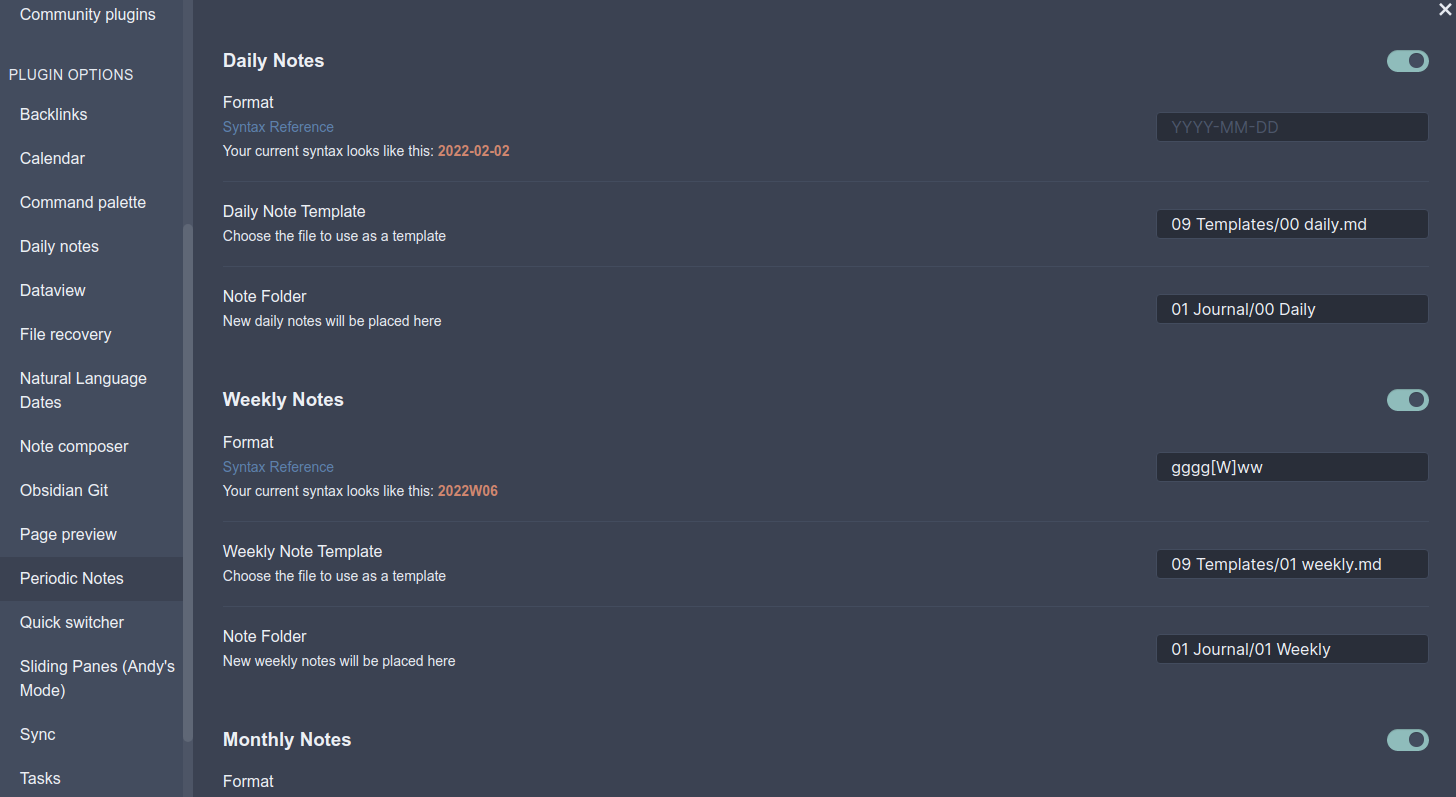 Community plugins
PLUGIN OPTIONS
Backlinks
Calendar
Command palette
Daily notes
Dataview
File recovery
Natural Language
Dates
Note composer
Obsidian Git
Page preview
Periodic Notes
Quick switcher
Sliding Panes (Andy's
Mode)
Sync
Tasks
Daily Notes
Format
Syntax Reference
Your current syntax looks like this: 2022-02-02
YYYY-MM-DD
Daily Note Template
Choose the file to use as a template
09 Templates/00 daily.md
Note Folder
New daily notes will be placed here
01 Journal/00 Daily
Weekly Notes
Format
Syntax Reference
Your current syntax looks like this: 2022W06
gggg[W]ww
Weekly Note Template
Choose the file to use as a template
09 Templates/01 weekly.md
Note Folder
New weekly notes will be placed here
01 Journal/01 Weekly
Monthly Notes
Format